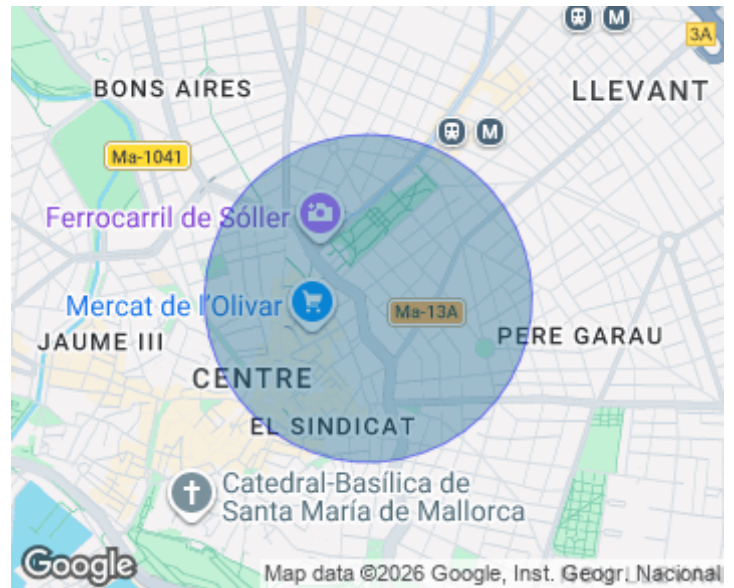 M
3A
BONS AIRES
LLEVANT
M
Ma-1041
Ferrocarril de Sóller
Mercat de l'Olivar
Ma-13A
JAUME III
PERE GARAU
CENTRE
EL SINDICAT
Catedral-Basílica de
Santa María de Mallorca
Google
Map data ©2026 Google, Inst. Geogr. Nacional